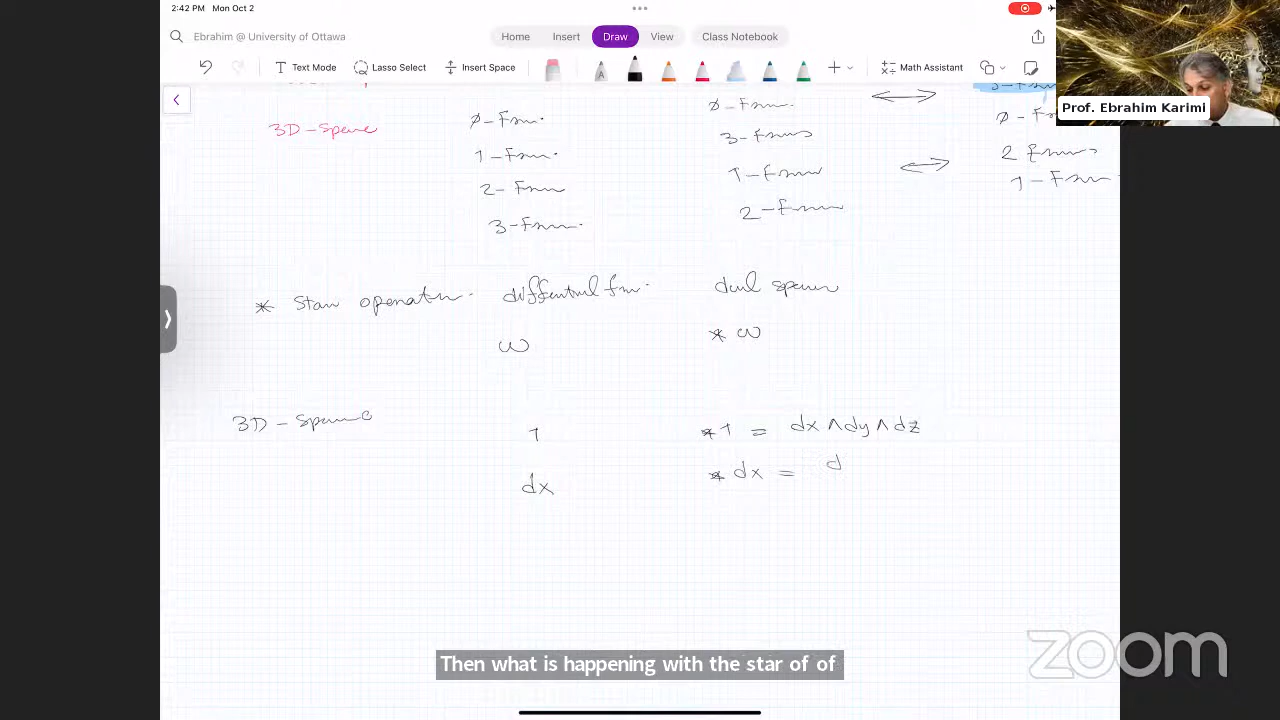 2:42 PM Mon Oct 2
Ebrahim @ University of Ottawa
Home Insert Draw View Class Notebook
Text Mode Lasso Select Insert Space Math Assistant
Prof. Ebrahim Karimi
3D-Space
0-Form
1-Form
2-Form
3-Form
0-Form
3-Forms
1-Form
2-Form
2 forms
1-Form
* Star operator differential form dual space
ω * ω
3D-Space 1 *1 = dx ∧ dy ∧ dz
dx * dx = d
Then what is happening with the star of of
zoom